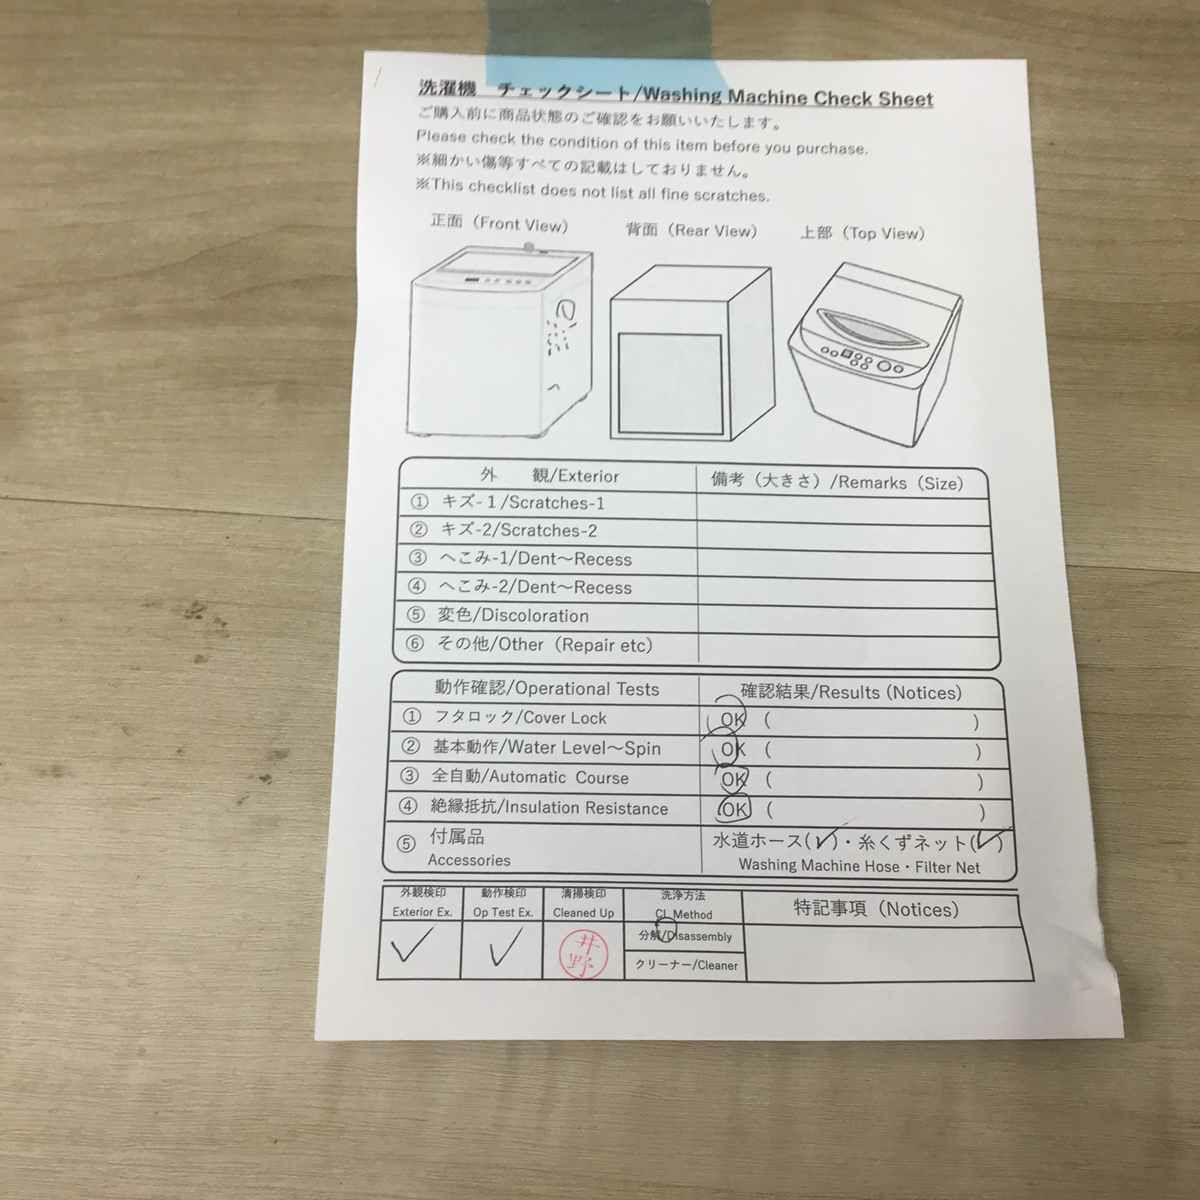 洗濯機　チェックシート/Washing Machine Check Sheet
ご購入前に商品状態のご確認をお願いいたします。
Please check the condition of this item before you purchase.
※細かい傷等すべての記載はしておりません。
※This checklist does not list all fine scratches.
正面（Front View） 背面（Rear View） 上部（Top View）
外　観/Exterior 備考（大きさ）/Remarks（Size）
① キズ-１/Scratches-1
② キズ-2/Scratches-2
③ へこみ-1/Dent～Recess
④ へこみ-2/Dent～Recess
⑤ 変色/Discoloration
⑥ その他/Other（Repair etc）
動作確認/Operational Tests 確認結果/Results (Notices)
① フタロック/Cover Lock OK ( )
② 基本動作/Water Level～Spin OK ( )
③ 全自動/Automatic Course OK ( )
④ 絶縁抵抗/Insulation Resistance OK ( )
⑤ 付属品 水道ホース(✓)・糸くずネット(✓)
Accessories Washing Machine Hose・Filter Net
外観検印 動作検印 清掃検印 洗浄方法 特記事項（Notices）
Exterior Ex. Op Test Ex. Cleaned Up CL Method
✓ ✓ 井野 分解/Disassembly
クリーナー/Cleaner